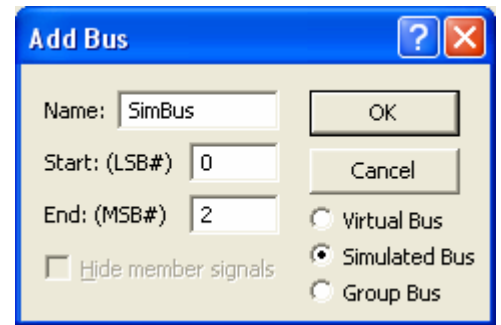 Add Bus
Name: SimBus
OK
Start: (LSB#) 0
Cancel
End: (MSB#) 2
Virtual Bus
Simulated Bus
Hide member signals
Group Bus